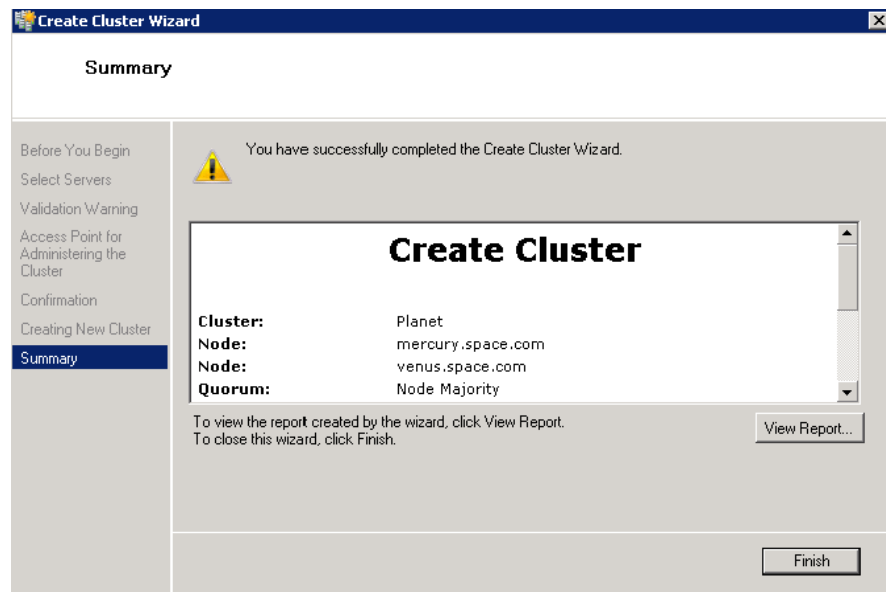 Create Cluster Wizard
Summary
Before You Begin
Select Servers
Validation Warning
Access Point for
Administering the
Cluster
Confirmation
Creating New Cluster
Summary
You have successfully completed the Create Cluster Wizard.
Create Cluster
Cluster: Planet
Node: mercury.space.com
Node: venus.space.com
Quorum: Node Majority
To view the report created by the wizard, click View Report.
To close this wizard, click Finish.
View Report...
Finish